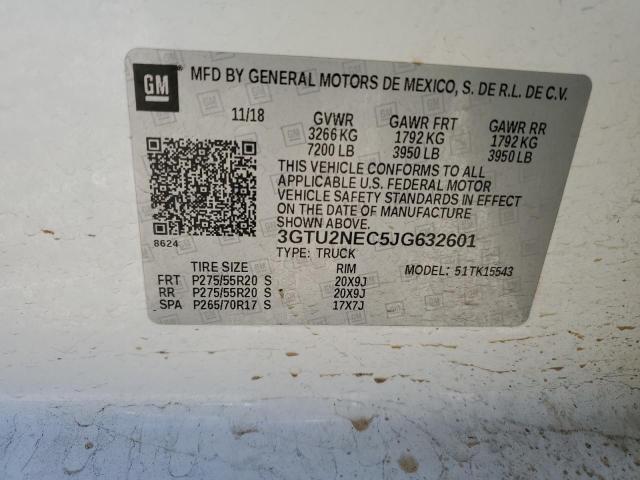 GM MFD BY GENERAL MOTORS DE MEXICO, S. DE R.L. DE C.V.
11/18 GVWR GAWR FRT GAWR RR
3266 KG 1792 KG 1792 KG
7200 LB 3950 LB 3950 LB
THIS VEHICLE CONFORMS TO ALL
APPLICABLE U.S. FEDERAL MOTOR
VEHICLE SAFETY STANDARDS IN EFFECT
ON THE DATE OF MANUFACTURE SHOWN ABOVE
8624 3GTU2NEC5JG632601
TYPE: TRUCK MODEL: 51TK15543
TIRE SIZE RIM
FRT P275/55R20 S 20X9J
RR P275/55R20 S 20X9J
SPA P265/70R17 S 17X7J